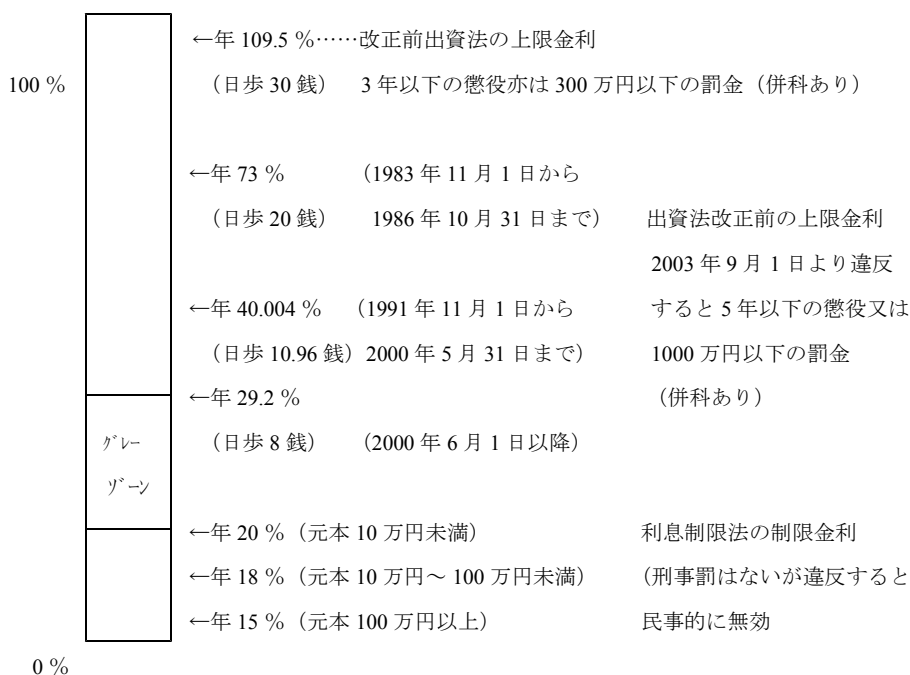 ←年 109.5 %……改正前出資法の上限金利
100 % （日歩 30 銭） 3 年以下の懲役亦は 300 万円以下の罰金（併科あり）
←年 73 % （1983 年 11 月 1 日から
（日歩 20 銭） 1986 年 10 月 31 日まで） 出資法改正前の上限金利
2003 年 9 月 1 日より違反
←年 40.004 % （1991 年 11 月 1 日から すると 5 年以下の懲役又は
（日歩 10.96 銭）2000 年 5 月 31 日まで） 1000 万円以下の罰金
←年 29.2 % （併科あり）
ｸﾞﾚｰ （日歩 8 銭） （2000 年 6 月 1 日以降）
ｿﾞｰﾝ
←年 20 %（元本 10 万円未満） 利息制限法の制限金利
←年 18 %（元本 10 万円～ 100 万円未満） （刑事罰はないが違反すると
←年 15 %（元本 100 万円以上） 民事的に無効
0 %